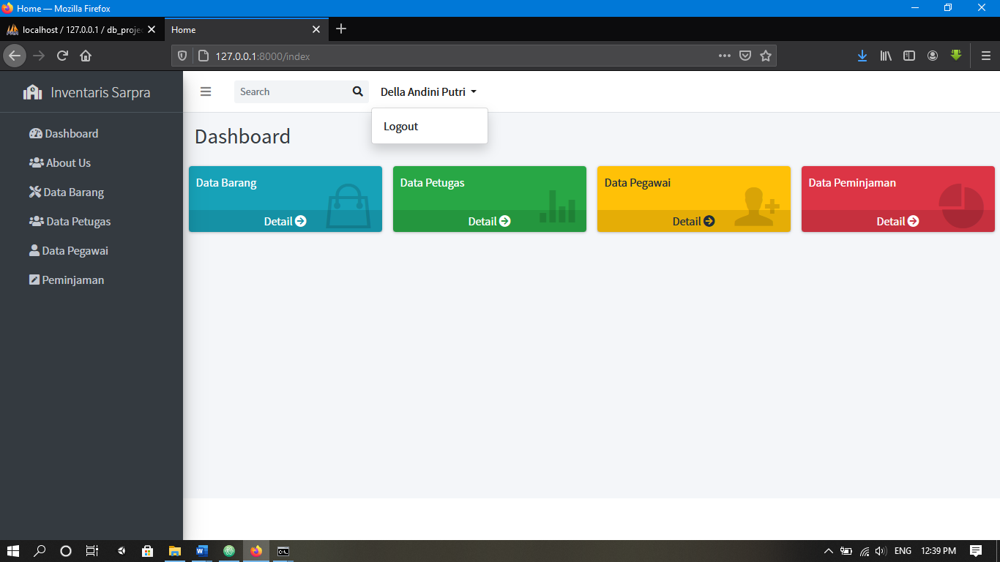 Home — Mozilla Firefox
localhost / 127.0.0.1 / db_projec
Home
127.0.0.1:8000/index
Inventaris Sarpra
Search
Della Andini Putri
Logout
Dashboard
About Us
Data Barang
Data Petugas
Data Pegawai
Peminjaman
Dashboard
Data Barang
Detail
Data Petugas
Detail
Data Pegawai
Detail
Data Peminjaman
Detail
ENG
12:39 PM